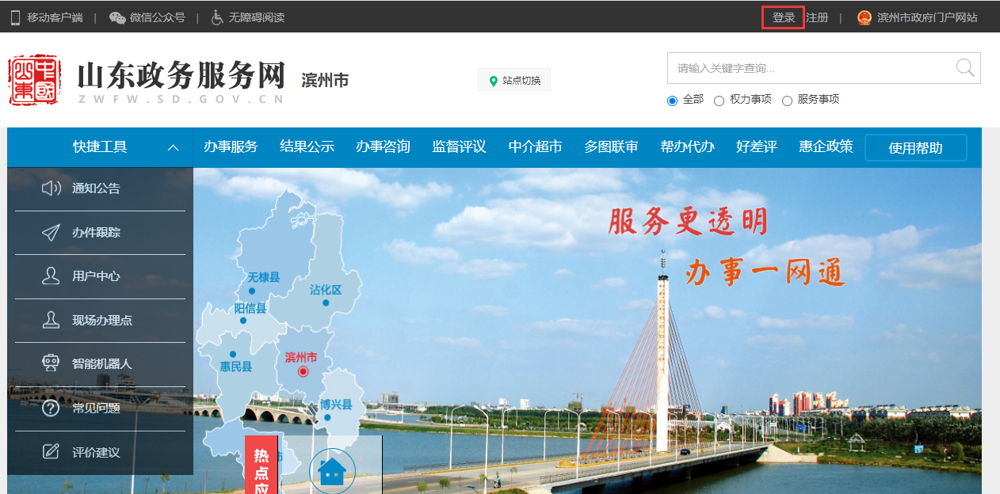 移动客户端 | 微信公众号 | 无障碍阅读
登录 注册 | 滨州市政府门户网站
山东政务服务网 滨州市
ZWFW.SD.GOV.CN
站点切换
请输入关键字查询...
全部 权力事项 服务事项
快捷工具 办事服务 结果公示 办事咨询 监督评议 中介超市 多图联审 帮办代办 好差评 惠企政策 使用帮助
通知公告
办件跟踪
用户中心
现场办理点
智能机器人
常见问题
评价建议
服务更透明
办事一网通
无棣县
沾化区
阳信县
滨州市
惠民县
博兴县
热点应